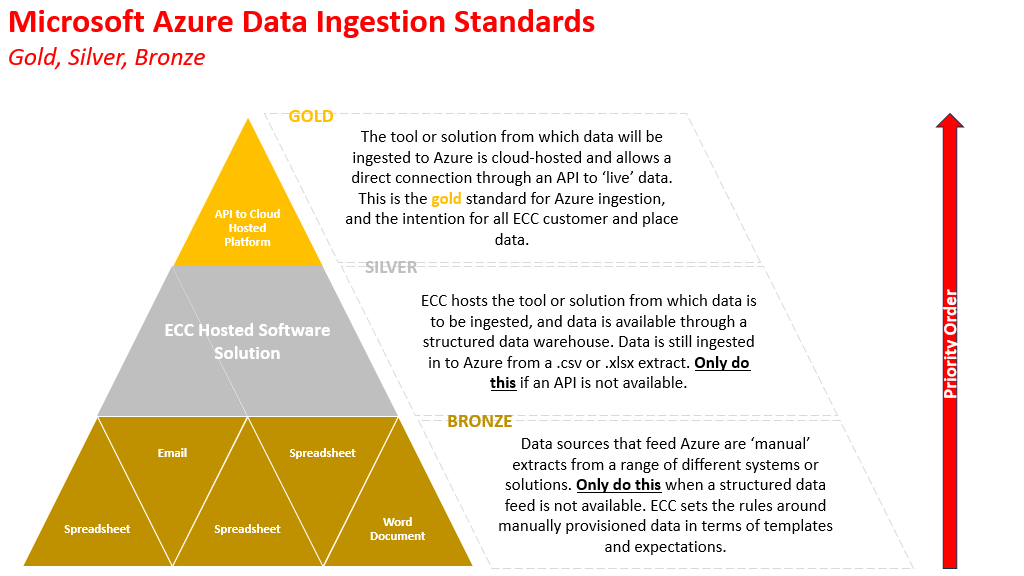 Microsoft Azure Data Ingestion Standards
Gold, Silver, Bronze
GOLD
The tool or solution from which data will be
ingested to Azure is cloud-hosted and allows a
direct connection through an API to ‘live’ data.
This is the gold standard for Azure ingestion,
and the intention for all ECC customer and place
data.
API to Cloud
Hosted
Platform
SILVER
ECC hosts the tool or solution from which data is
to be ingested, and data is available through a
structured data warehouse. Data is still ingested
in to Azure from a .csv or .xlsx extract. Only do
this if an API is not available.
ECC Hosted Software
Solution
BRONZE
Data sources that feed Azure are ‘manual’
extracts from a range of different systems or
solutions. Only do this when a structured data
feed is not available. ECC sets the rules around
manually provisioned data in terms of templates
and expectations.
Email
Spreadsheet
Spreadsheet
Spreadsheet
Word
Document
Priority Order